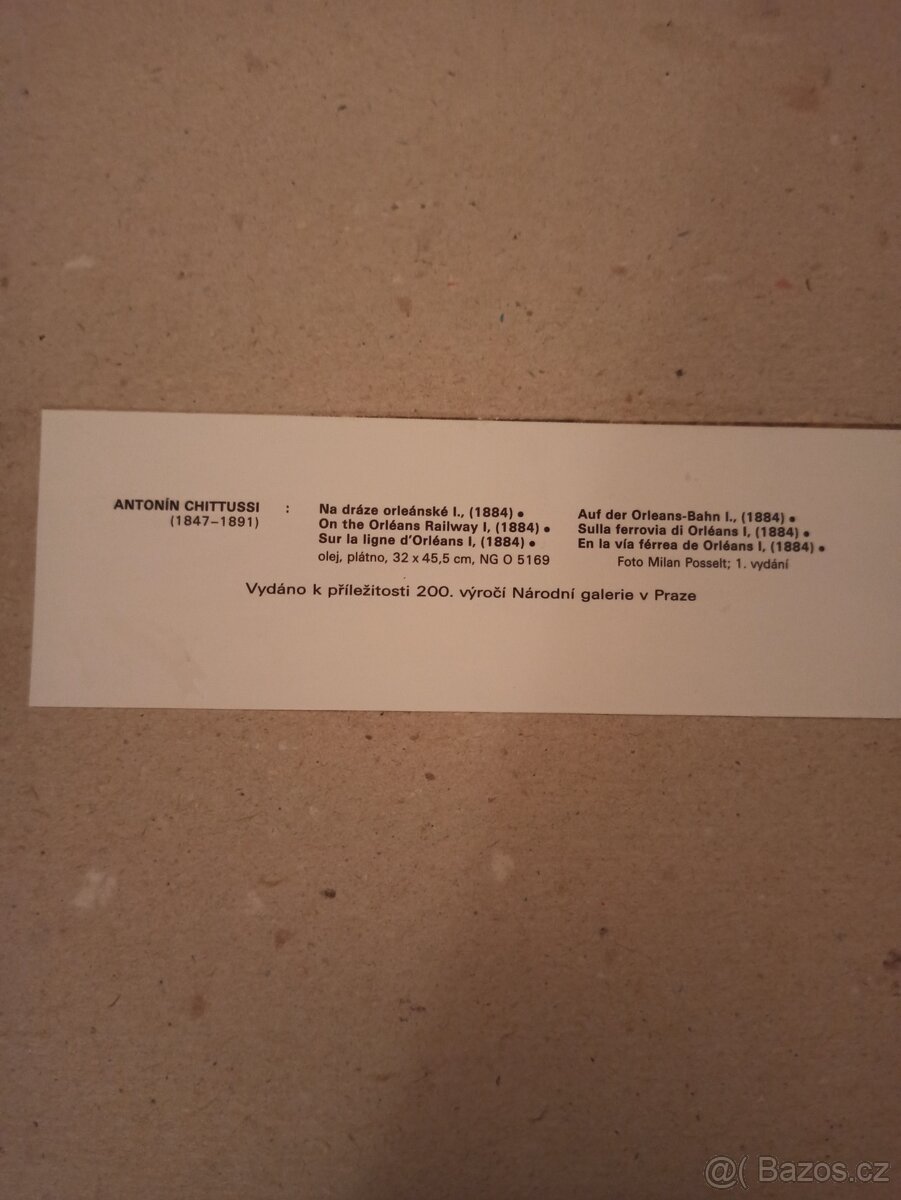 ANTONÍN CHITTUSSI :
(1847–1891)
Na dráze orleánské I., (1884) •
On the Orléans Railway I, (1884) •
Sur la ligne d'Orléans I, (1884) •
olej, plátno, 32 x 45,5 cm, NG O 5169
Auf der Orleans-Bahn I., (1884) •
Sulla ferrovia di Orléans I, (1884) •
En la vía férrea de Orléans I, (1884) •
Foto Milan Posselt; 1. vydání
Vydáno k příležitosti 200. výročí Národní galerie v Praze
@( Bazos.cz